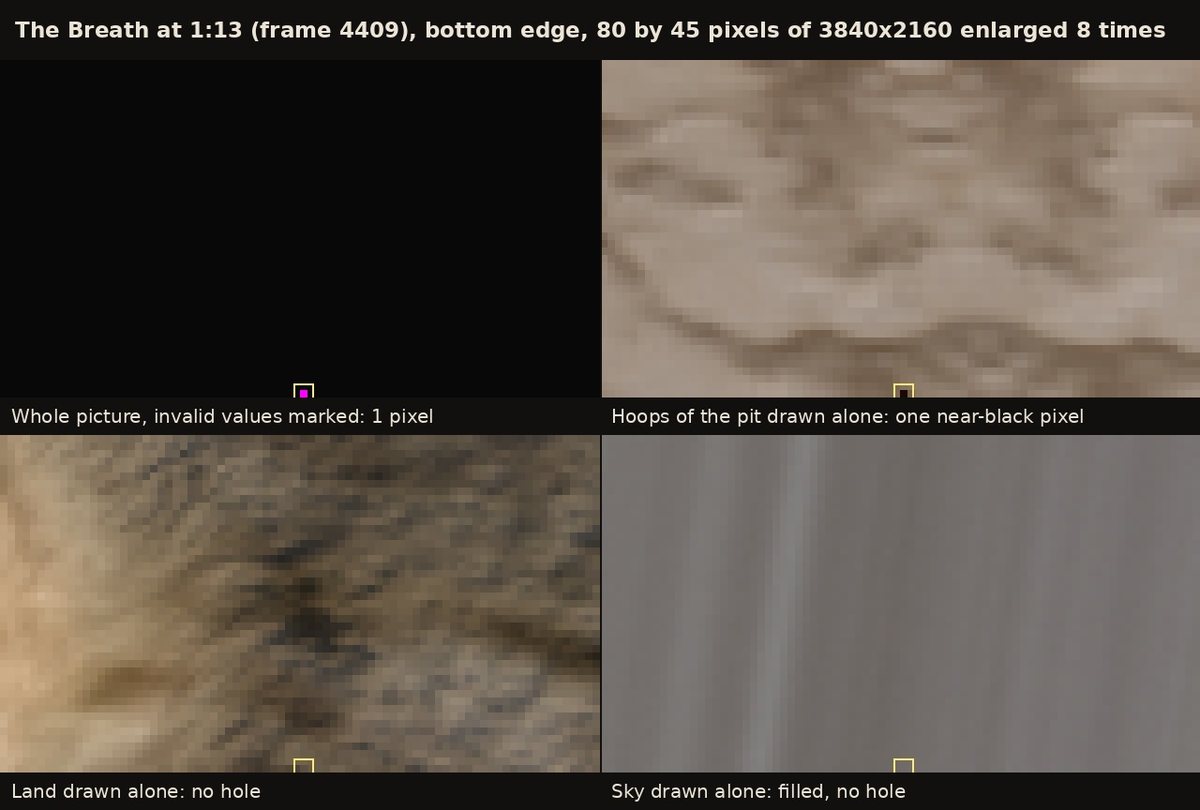 The Breath at 1:13 (frame 4409), bottom edge, 80 by 45 pixels of 3840x2160 enlarged 8 times
Whole picture, invalid values marked: 1 pixel
Hoops of the pit drawn alone: one near-black pixel
Land drawn alone: no hole
Sky drawn alone: filled, no hole